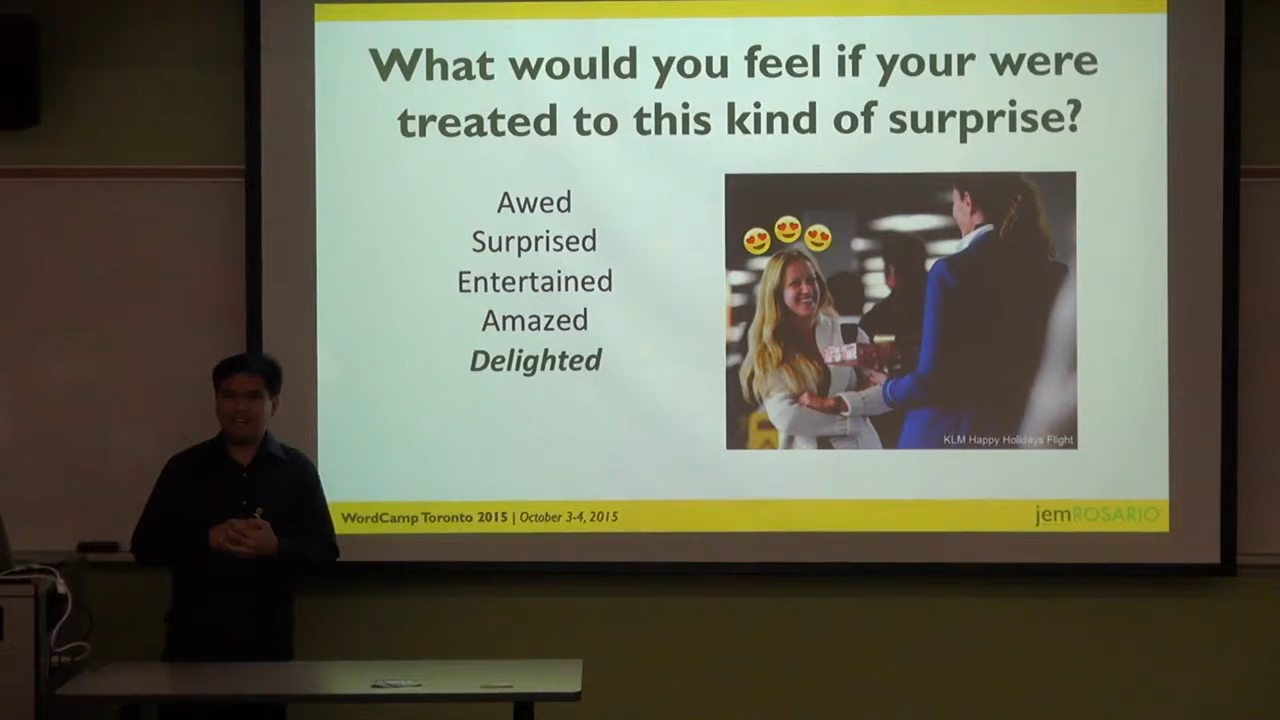 What would you feel if your were
treated to this kind of surprise?
Awed
Surprised
Entertained
Amazed
Delighted
KLM Happy Holidays Flight
WordCamp Toronto 2015 | October 3-4, 2015
jemROSARIO